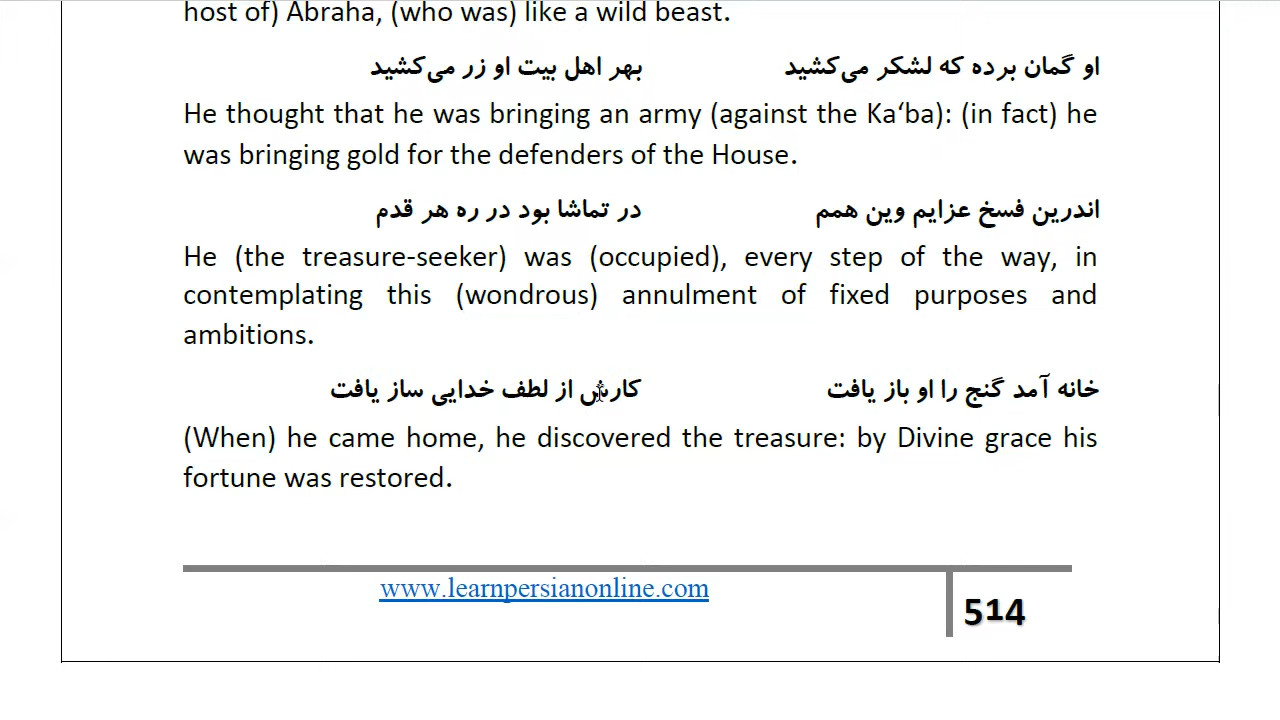 host of) Abraha, (who was) like a wild beast.
او گمان برده که لشکر می‌کشید بهر اهل بیت او زر می‌کشید
He thought that he was bringing an army (against the Ka‘ba): (in fact) he
was bringing gold for the defenders of the House.
اندرین فسخ عزایم وین همم در تماشا بود در ره هر قدم
He (the treasure-seeker) was (occupied), every step of the way, in
contemplating this (wondrous) annulment of fixed purposes and
ambitions.
خانه آمد گنج را او باز یافت کارش از لطف خدایی ساز یافت
(When) he came home, he discovered the treasure: by Divine grace his
fortune was restored.
www.learnpersianonline.com
514